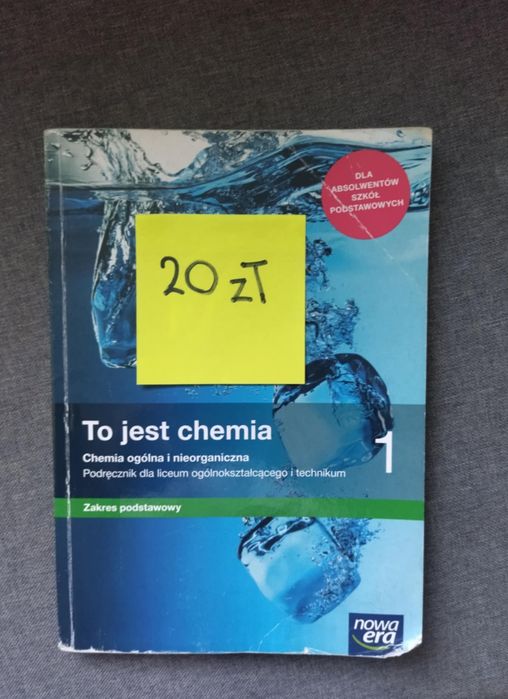 DLA
ABSOLWENTÓW
SZKÓŁ
PODSTAWOWYCH
20 zł
To jest chemia
1
Chemia ogólna i nieorganiczna
Podręcznik dla liceum ogólnokształcącego i technikum
Zakres podstawowy
nowa
era